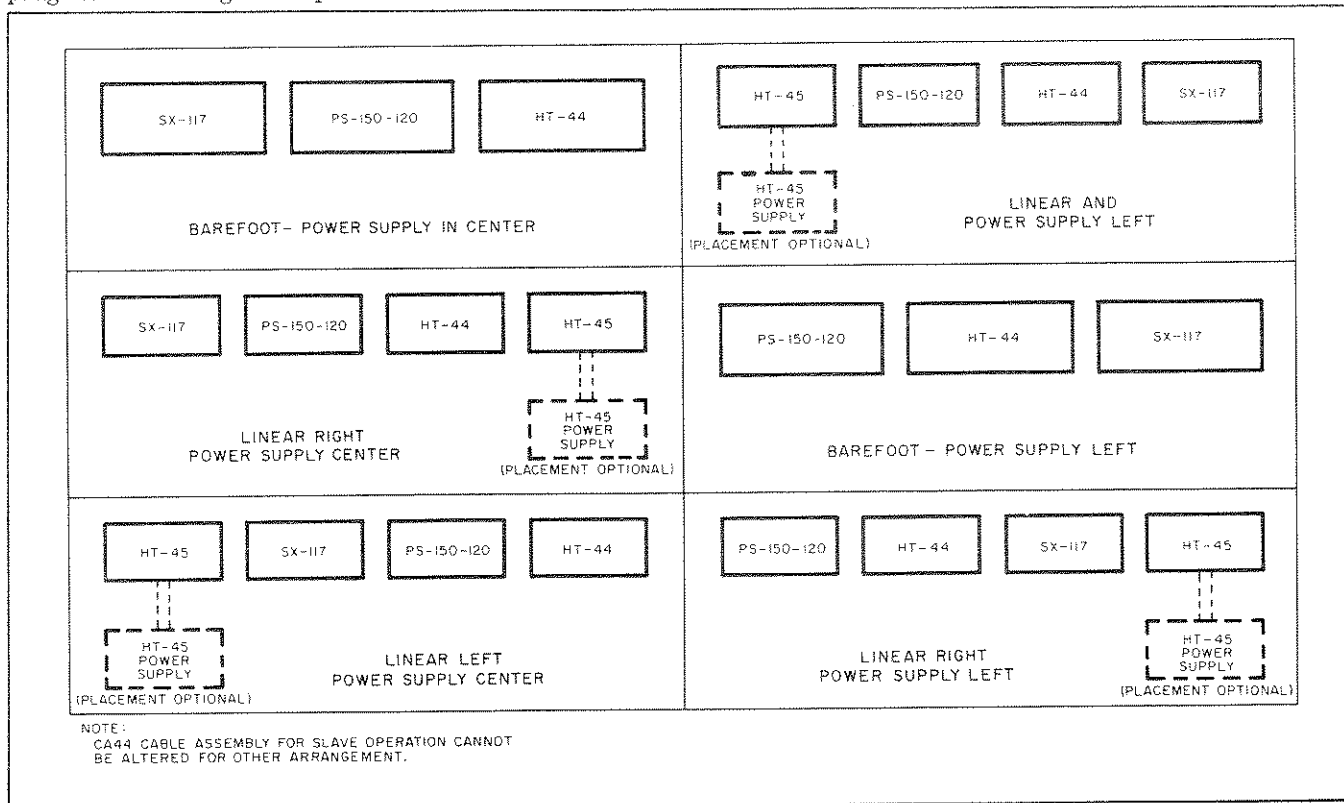 SX-117
PS-150-120
HT-44
BAREFOOT- POWER SUPPLY IN CENTER
HT-45
PS-150-120
HT-44
SX-117
HT-45
POWER
SUPPLY
(PLACEMENT OPTIONAL)
LINEAR AND
POWER SUPPLY LEFT
SX-117
PS-150-120
HT-44
HT-45
HT-45
POWER
SUPPLY
(PLACEMENT OPTIONAL)
LINEAR RIGHT
POWER SUPPLY CENTER
PS-150-120
HT-44
SX-117
BAREFOOT - POWER SUPPLY LEFT
HT-45
SX-117
PS-150-120
HT-44
HT-45
POWER
SUPPLY
(PLACEMENT OPTIONAL)
LINEAR LEFT
POWER SUPPLY CENTER
PS-150-120
HT-44
SX-117
HT-45
HT-45
POWER
SUPPLY
(PLACEMENT OPTIONAL)
LINEAR RIGHT
POWER SUPPLY LEFT
NOTE:
CA44 CABLE ASSEMBLY FOR SLAVE OPERATION CANNOT
BE ALTERED FOR OTHER ARRANGEMENT.